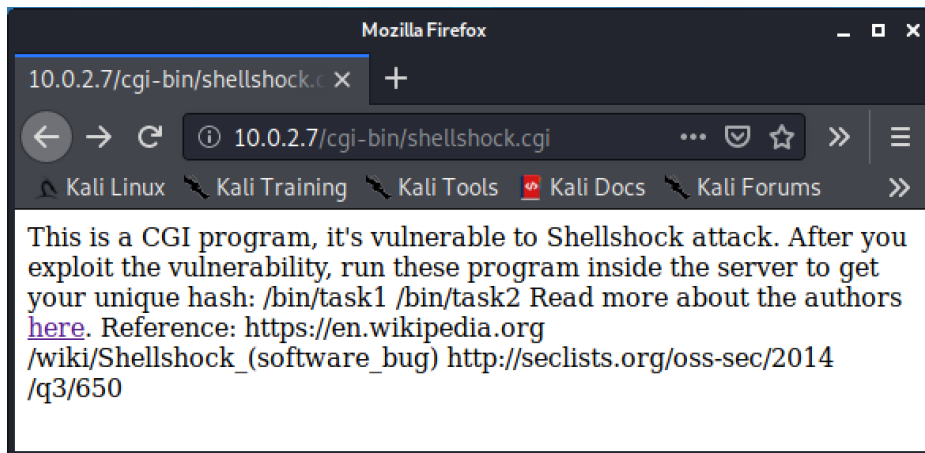 Mozilla Firefox
10.0.2.7/cgi-bin/shellshock.c
10.0.2.7/cgi-bin/shellshock.cgi
Kali Linux Kali Training Kali Tools Kali Docs Kali Forums
This is a CGI program, it's vulnerable to Shellshock attack. After you
exploit the vulnerability, run these program inside the server to get
your unique hash: /bin/task1 /bin/task2 Read more about the authors
here. Reference: https://en.wikipedia.org
/wiki/Shellshock_(software_bug) http://seclists.org/oss-sec/2014
/q3/650